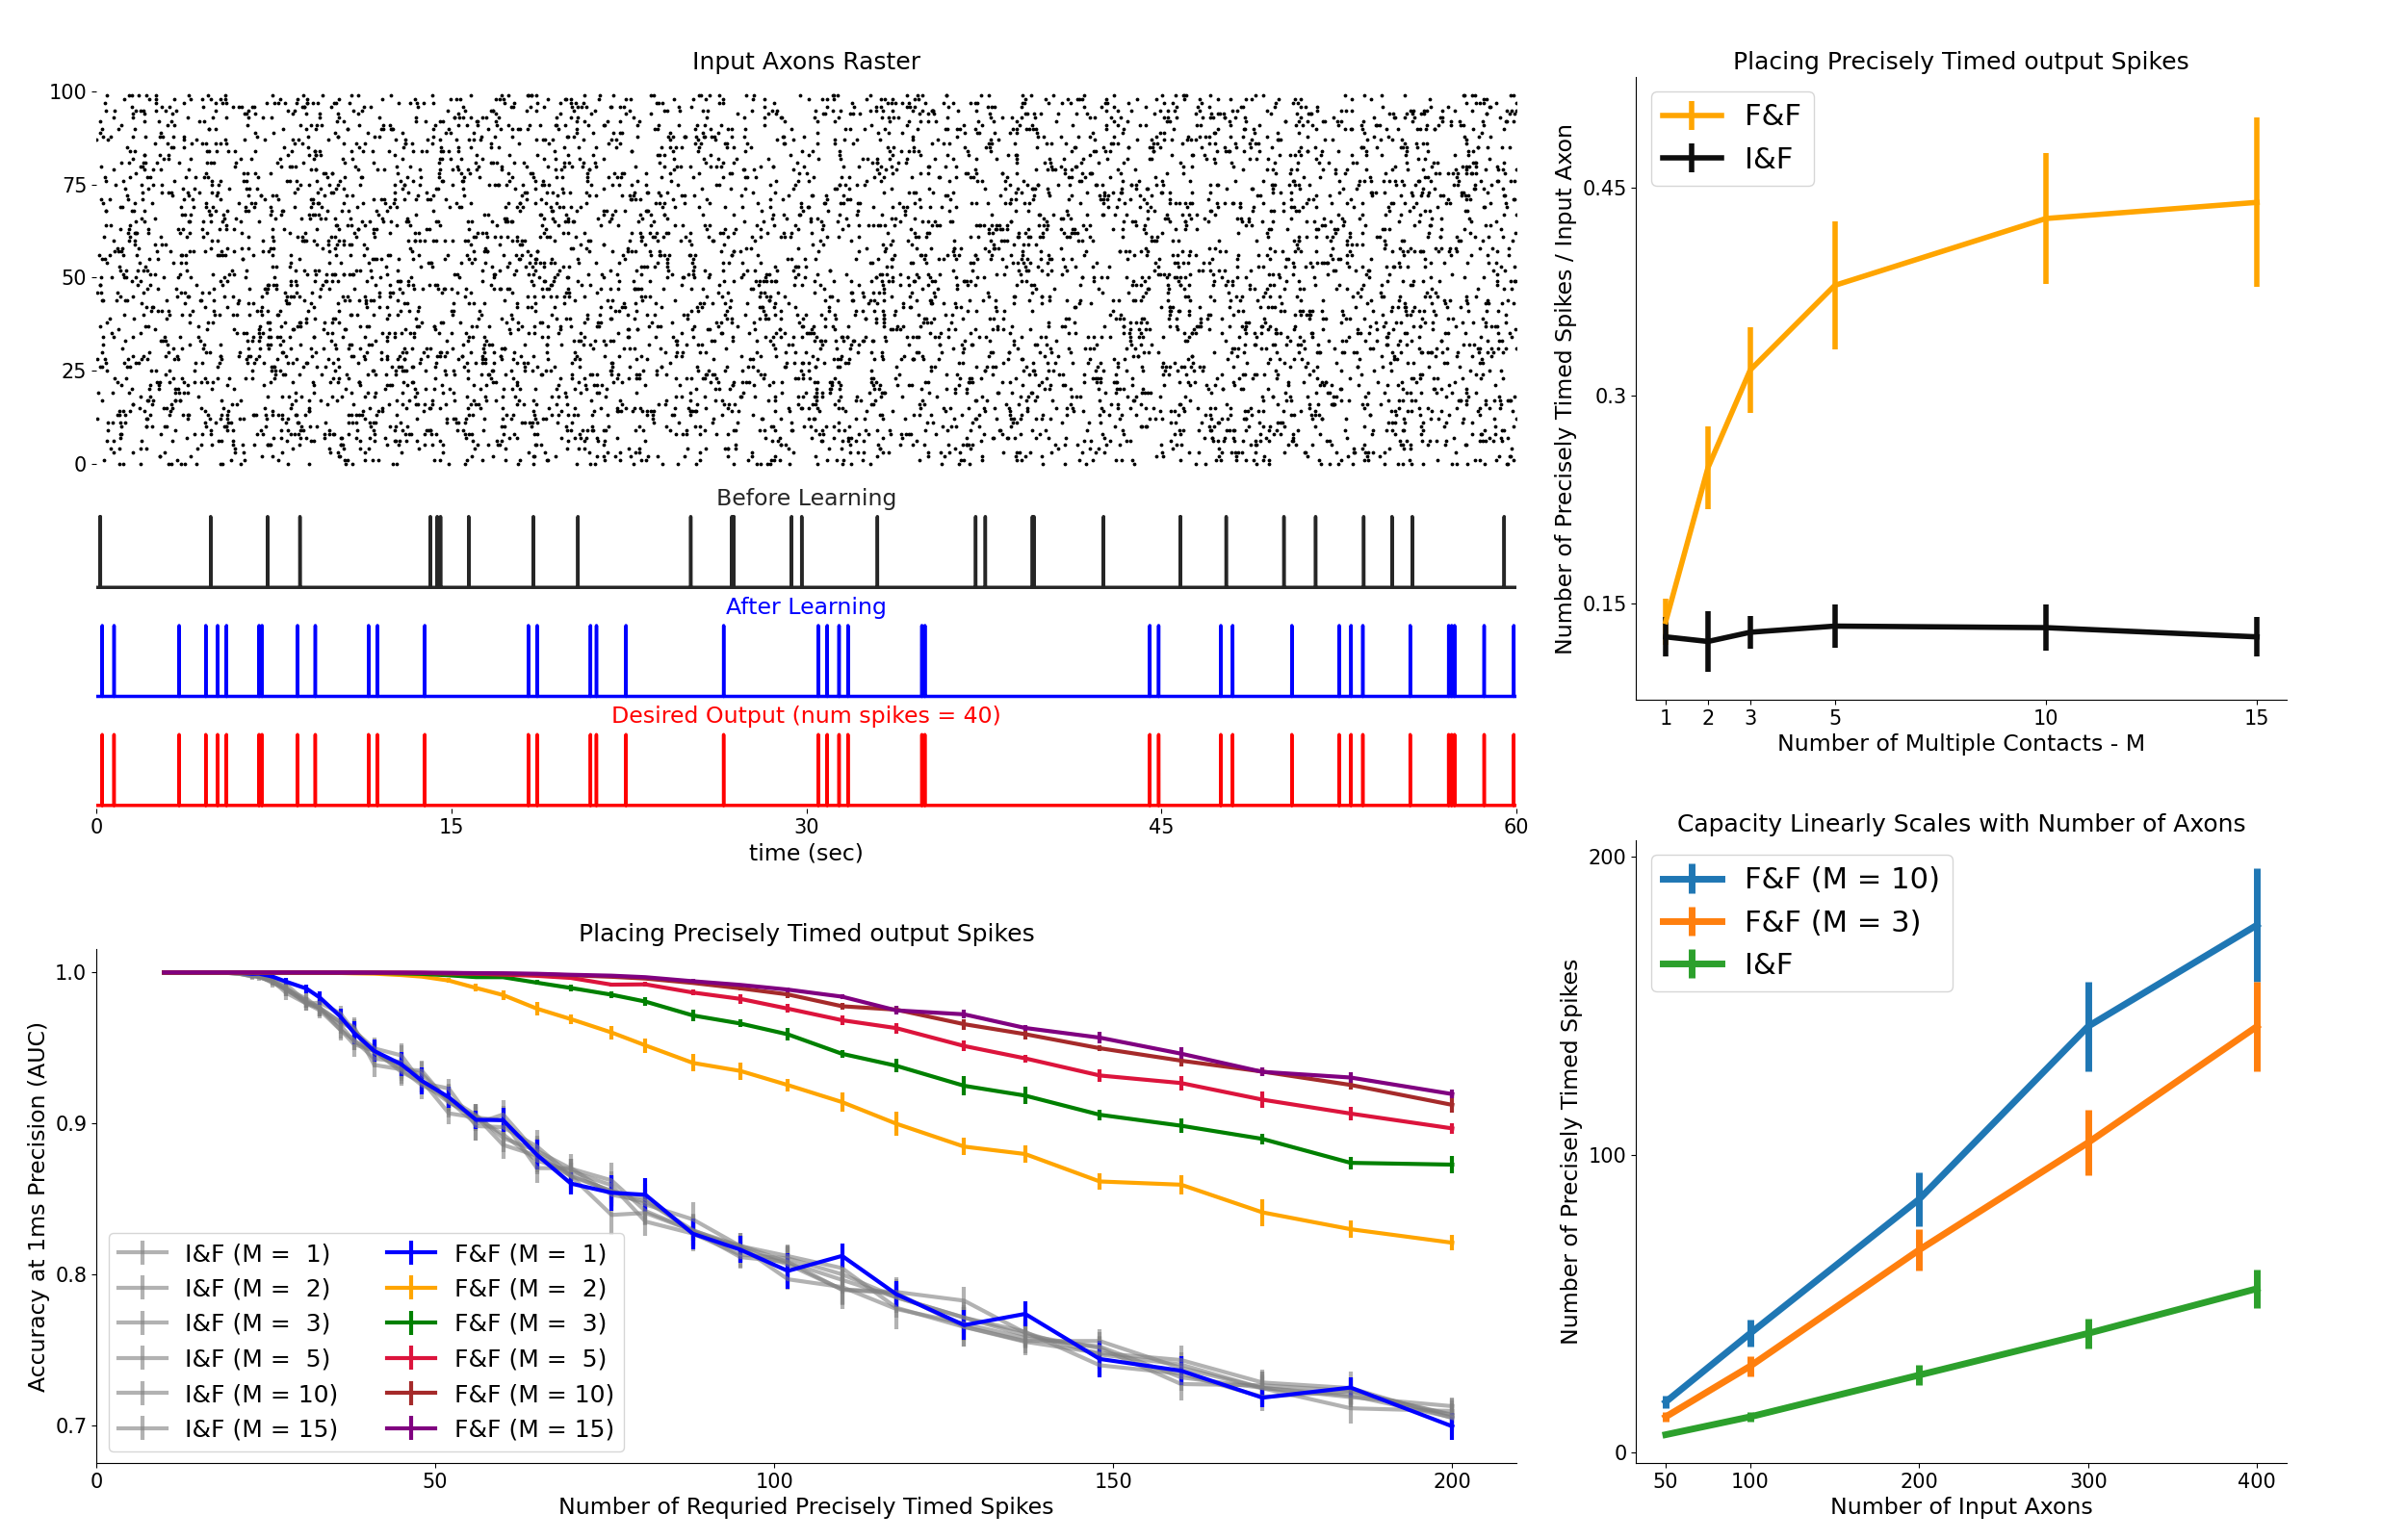 Input Axons Raster
100
75
50
25
0
Before Learning
After Learning
Desired Output (num spikes = 40)
0 15 30 45 60
time (sec)
Placing Precisely Timed output Spikes
Number of Precisely Timed Spikes / Input Axon
F&F
I&F
0.45
0.3
0.15
1 2 3 5 10 15
Number of Multiple Contacts - M
Placing Precisely Timed output Spikes
Accuracy at 1ms Precision (AUC)
1.0
0.9
0.8
0.7
I&F (M = 1) F&F (M = 1)
I&F (M = 2) F&F (M = 2)
I&F (M = 3) F&F (M = 3)
I&F (M = 5) F&F (M = 5)
I&F (M = 10) F&F (M = 10)
I&F (M = 15) F&F (M = 15)
0 50 100 150 200
Number of Requried Precisely Timed Spikes
Capacity Linearly Scales with Number of Axons
Number of Precisely Timed Spikes
200
100
0
F&F (M = 10)
F&F (M = 3)
I&F
50 100 200 300 400
Number of Input Axons